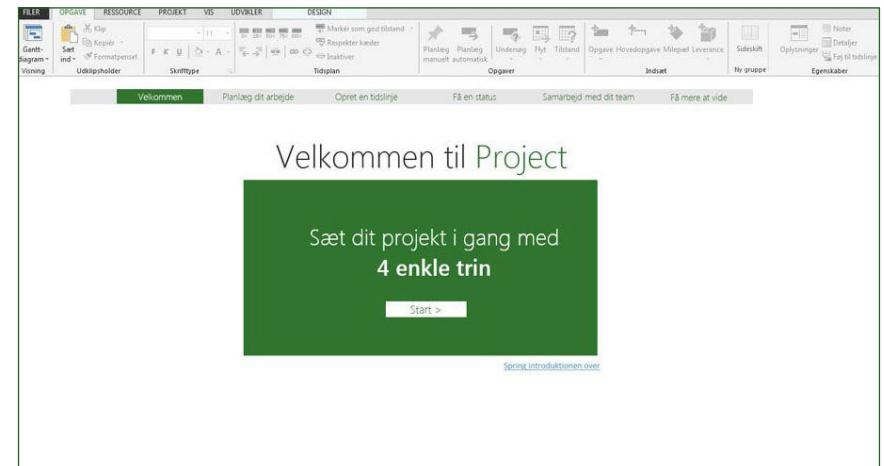 FILER OPGAVE RESSOURCE PROJEKT VIS UDVIKLER DESIGN
Gantt-
diagram
Visning
Sæt
ind
Klip
Kopiér
Formatpensel
Udklipsholder
11
F K U A
Skrifttype
Markér som god tilstand
Respekter kæder
Inaktiver
Tidsplan
Planlæg
manuelt
Planlæg
automatisk
Undersøg
Flyt
Tilstand
Opgaver
Opgave
Hovedopgave
Milepæl
Leverance
Indsæt
Sideskift
Ny gruppe
Oplysninger
Noter
Detaljer
Føj til tidslinje
Egenskaber
Velkommen Planlæg dit arbejde Opret en tidslinje Få en status Samarbejd med dit team Få mere at vide
Velkommen til Project
Sæt dit projekt i gang med
4 enkle trin
Start >
Spring introduktionen over